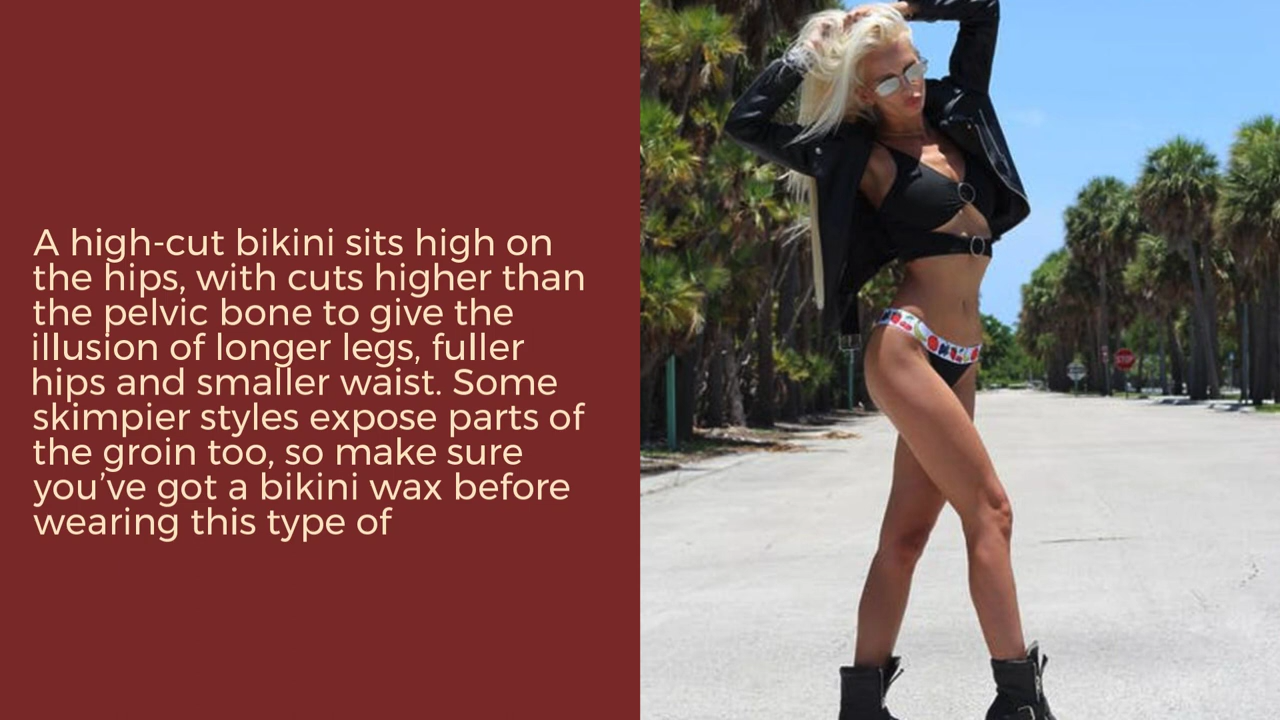 A high-cut bikini sits high on
the hips, with cuts higher than
the pelvic bone to give the
illusion of longer legs, fuller
hips and smaller waist. Some
skimpier styles expose parts of
the groin too, so make sure
you’ve got a bikini wax before
wearing this type of
STOP